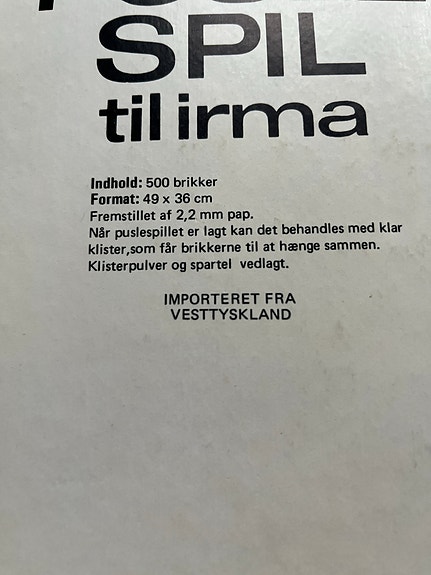 SPIL
til irma
Indhold: 500 brikker
Format: 49 x 36 cm
Fremstillet af 2,2 mm pap.
Når puslespillet er lagt kan det behandles med klar
klister,som får brikkerne til at hænge sammen.
Klisterpulver og spartel vedlagt.
IMPORTERET FRA
VESTTYSKLAND